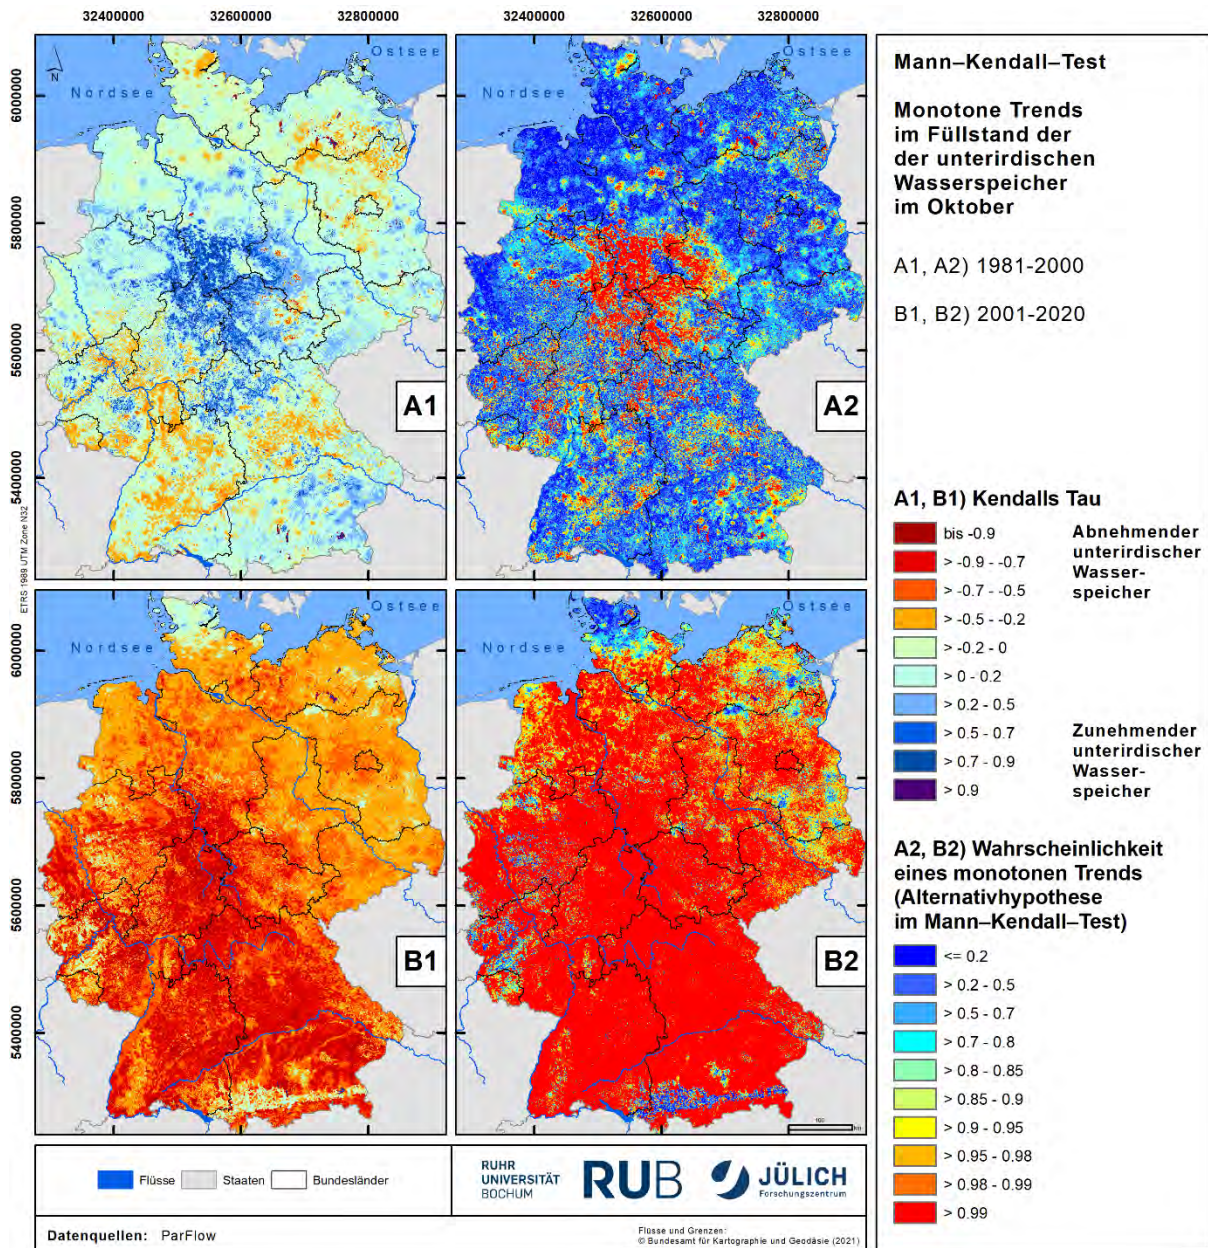 32400000 32600000 32800000 32400000 32600000 32800000
Ostsee
Nordsee
N
A1
Ostsee
Nordsee
A2
6000000
5800000
5600000
5400000
ETRS 1989 UTM Zone N32
Ostsee
Nordsee
B1
Ostsee
Nordsee
B2
100
km
6000000
5800000
5600000
5400000
Mann–Kendall–Test
Monotone Trends
im Füllstand der
der unterirdischen
Wasserspeicher
im Oktober
A1, A2) 1981-2000
B1, B2) 2001-2020
A1, B1) Kendalls Tau
bis -0.9
> -0.9 - -0.7
> -0.7 - -0.5
> -0.5 - -0.2
> -0.2 - 0
> 0 - 0.2
> 0.2 - 0.5
> 0.5 - 0.7
> 0.7 - 0.9
> 0.9
Abnehmender
unterirdischer
Wasser-
speicher
Zunehmender
unterirdischer
Wasser-
speicher
A2, B2) Wahrscheinlichkeit
eines monotonen Trends
(Alternativhypothese
im Mann–Kendall–Test)
<= 0.2
> 0.2 - 0.5
> 0.5 - 0.7
> 0.7 - 0.8
> 0.8 - 0.85
> 0.85 - 0.9
> 0.9 - 0.95
> 0.95 - 0.98
> 0.98 - 0.99
> 0.99
Flüsse Staaten Bundesländer
RUHR
UNIVERSITÄT
BOCHUM
RUB
JÜLICH
Forschungszentrum
Datenquellen: ParFlow
Flüsse und Grenzen:
© Bundesamt für Kartographie und Geodäsie (2021)